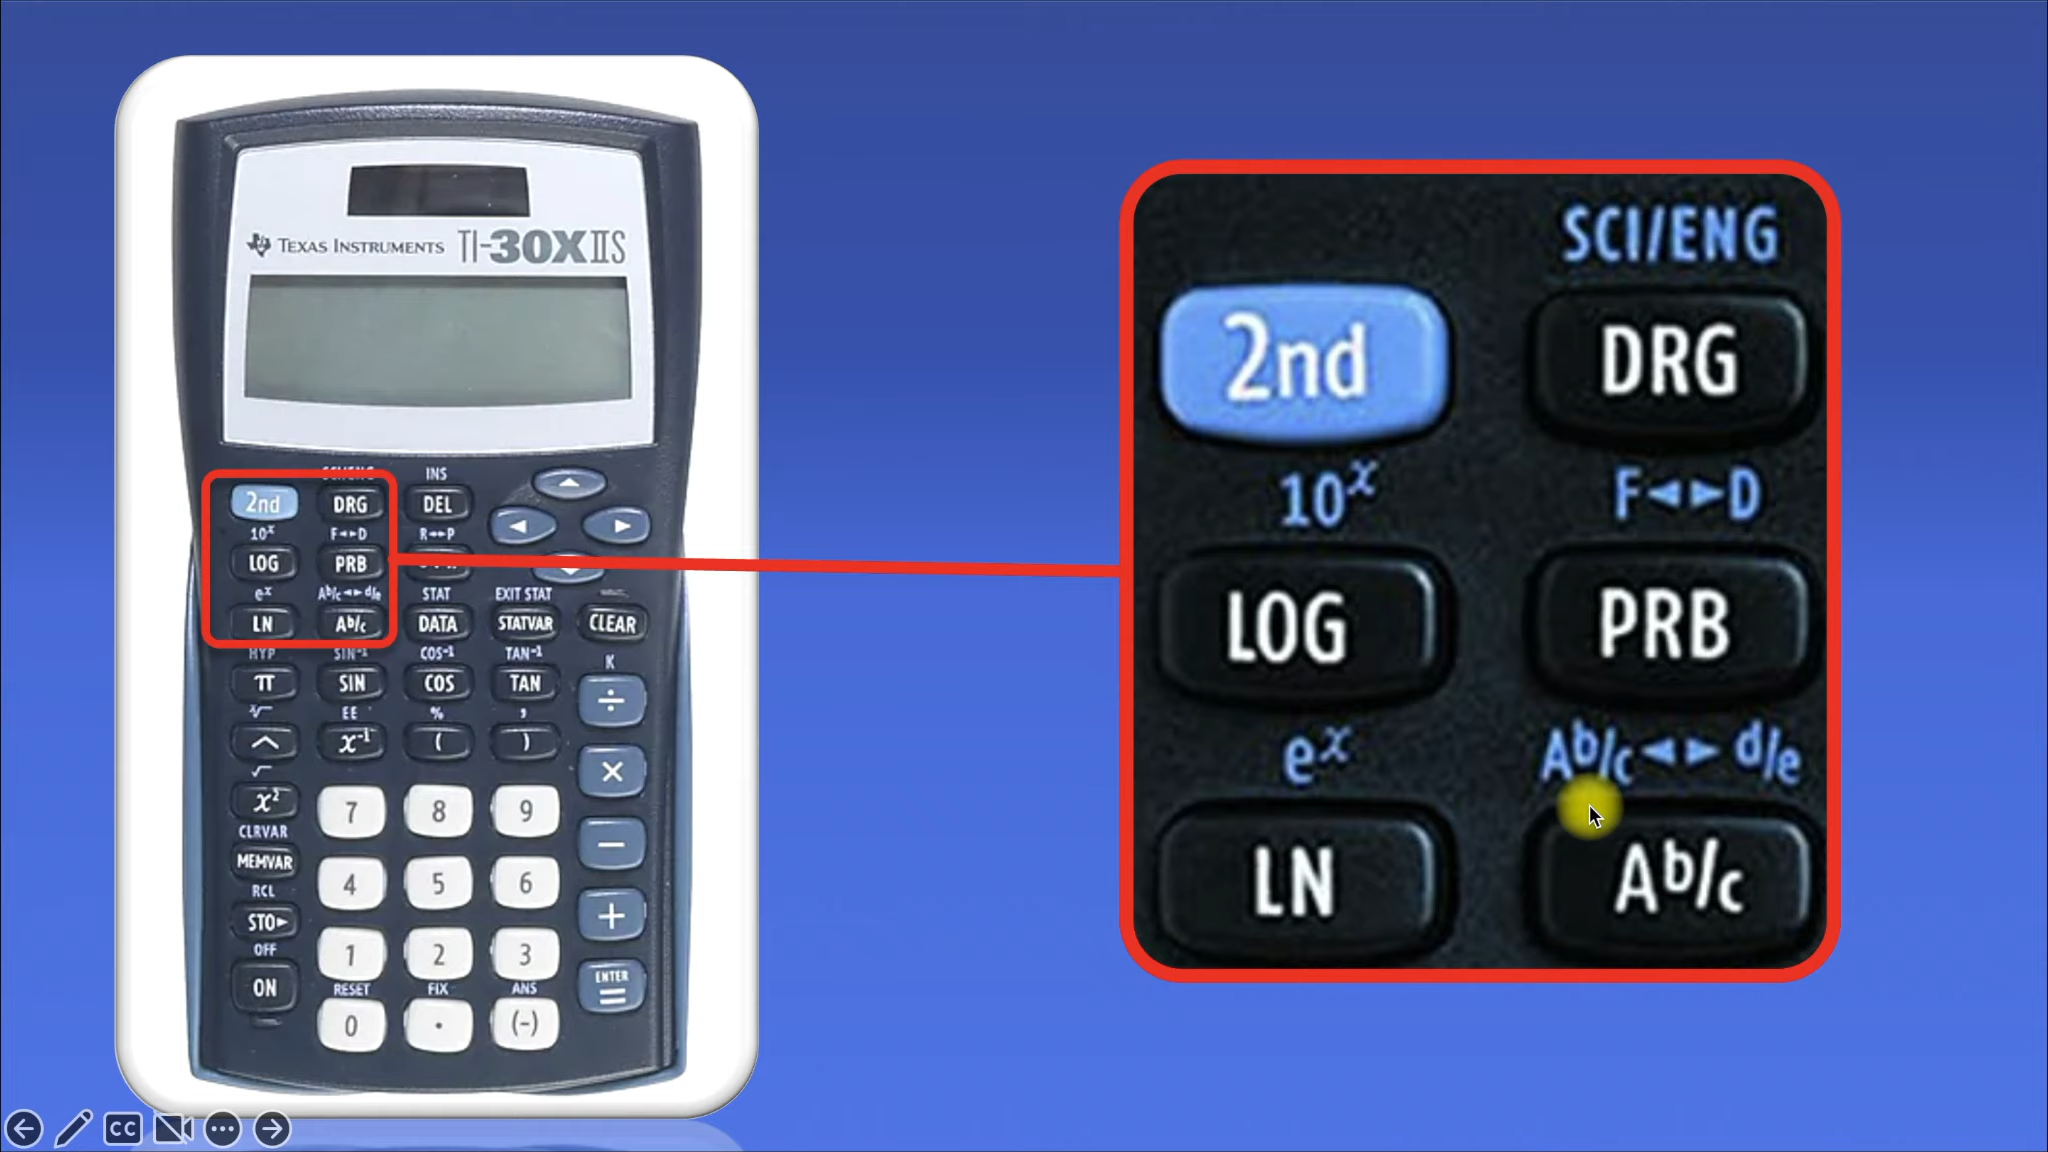 TEXAS INSTRUMENTS TI-30X IIS
INS
2nd DRG DEL
10ˣ F◄►D R◄►P
LOG PRB
eˣ Ab/c◄►d/e STAT EXIT STAT
LN Ab/c DATA STATVAR CLEAR
HYP SIN⁻¹ COS⁻¹ TAN⁻¹ K
π SIN COS TAN ÷
ˣ√ EE % ,
^ x⁻¹ ( )
√ ×
x² 7 8 9
CLRVAR
MEMVAR −
RCL 4 5 6
STO► +
OFF 1 2 3
ON RESET FIX ANS ENTER =
0 . (-)
SCI/ENG
2nd DRG
10ˣ F◄►D
LOG PRB
eˣ Ab/c◄►d/e
LN Ab/c
CC